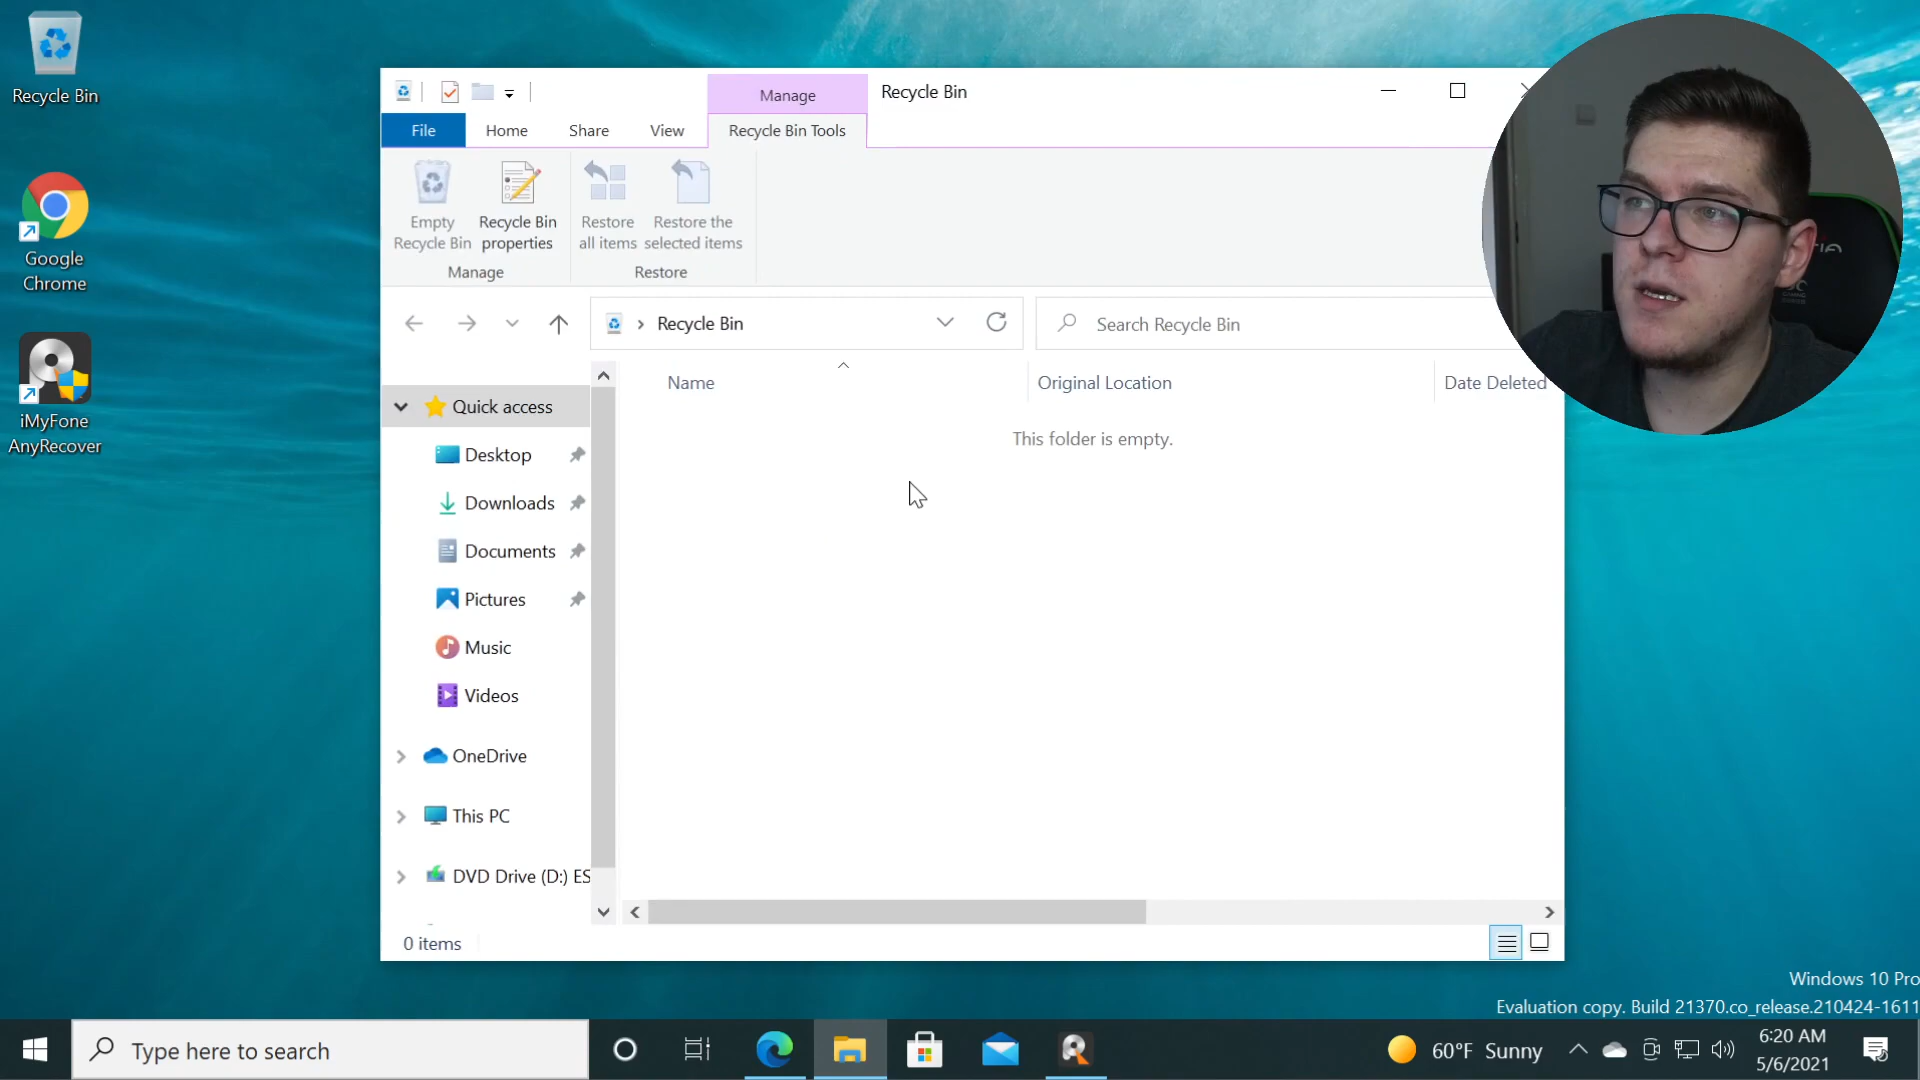 Recycle Bin
Google
Chrome
iMyFone
AnyRecover
Manage
Recycle Bin
File
Home
Share
View
Recycle Bin Tools
Empty
Recycle Bin
Recycle Bin
properties
Restore
all items
Restore the
selected items
Manage
Restore
Recycle Bin
Search Recycle Bin
Name
Original Location
Date Deleted
This folder is empty.
Quick access
Desktop
Downloads
Documents
Pictures
Music
Videos
OneDrive
This PC
DVD Drive (D:) ES
0 items
Windows 10 Pro
Evaluation copy. Build 21370.co_release.210424-1611
Type here to search
60°F Sunny
6:20 AM
5/6/2021